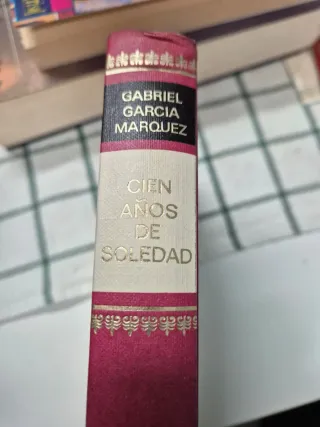 GABRIEL
GARCIA
MARQUEZ
CIEN
AÑOS
DE
SOLEDAD